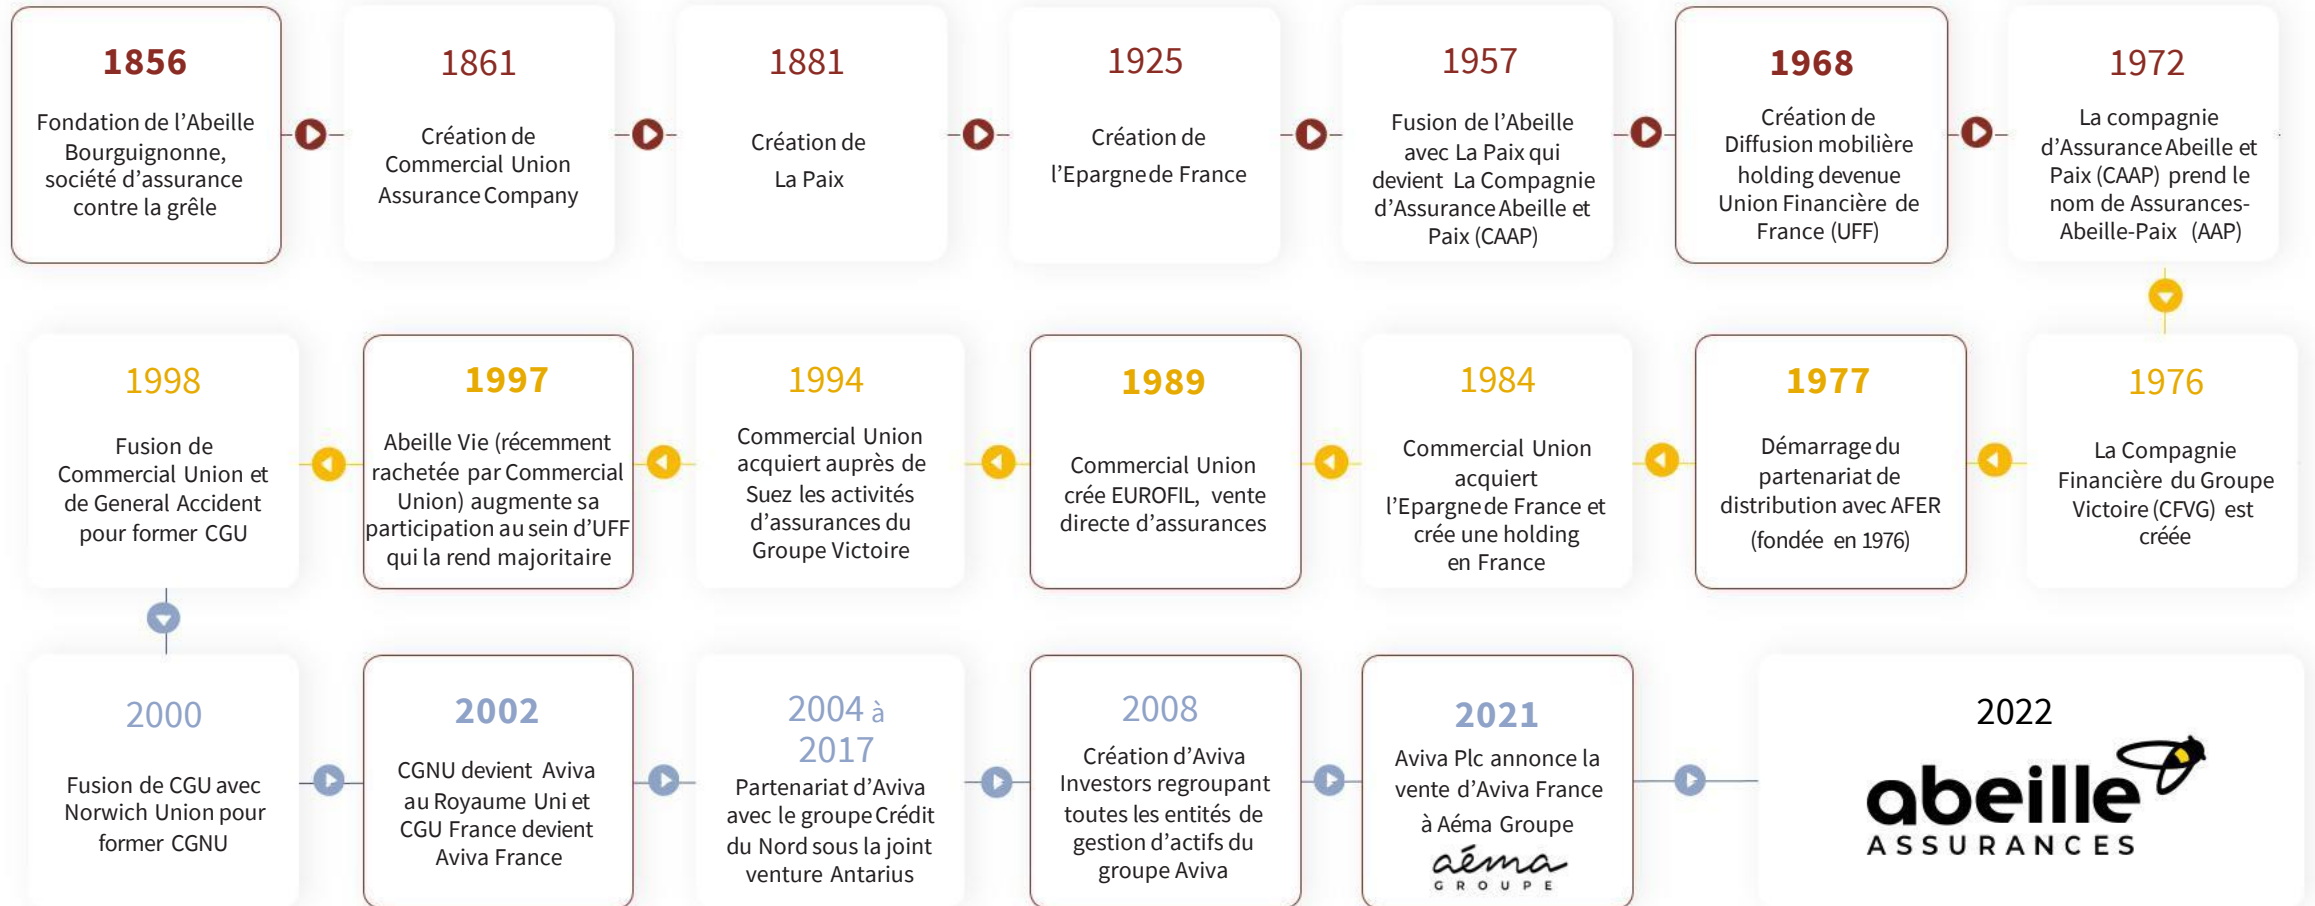 1856
Fondation de l’Abeille
Bourguignonne,
société d’assurance
contre la grêle
1861
Création de
Commercial Union
Assurance Company
1881
Création de
La Paix
1925
Création de
l’Epargne de France
1957
Fusion de l’Abeille
avec La Paix qui
devient La Compagnie
d’Assurance Abeille et
Paix (CAAP)
1968
Création de
Diffusion mobilière
holding devenue
Union Financière de
France (UFF)
1972
La compagnie
d’Assurance Abeille et
Paix (CAAP) prend le
nom de Assurances-
Abeille-Paix (AAP)
1976
La Compagnie
Financière du Groupe
Victoire (CFVG) est
créée
1977
Démarrage du
partenariat de
distribution avec AFER
(fondée en 1976)
1984
Commercial Union
acquiert
l’Epargne de France et
crée une holding
en France
1989
Commercial Union
crée EUROFIL, vente
directe d’assurances
1994
Commercial Union
acquiert auprès de
Suez les activités
d’assurances du
Groupe Victoire
1997
Abeille Vie (récemment
rachetée par Commercial
Union) augmente sa
participation au sein d’UFF
qui la rend majoritaire
1998
Fusion de
Commercial Union et
de General Accident
pour former CGU
2000
Fusion de CGU avec
Norwich Union pour
former CGNU
2002
CGNU devient Aviva
au Royaume Uni et
CGU France devient
Aviva France
2004 à
2017
Partenariat d’Aviva
avec le groupe Crédit
du Nord sous la joint
venture Antarius
2008
Création d’Aviva
Investors regroupant
toutes les entités de
gestion d’actifs du
groupe Aviva
2021
Aviva Plc annonce la
vente d’Aviva France
à Aéma Groupe
aéma
GROUPE
2022
abeille
ASSURANCES